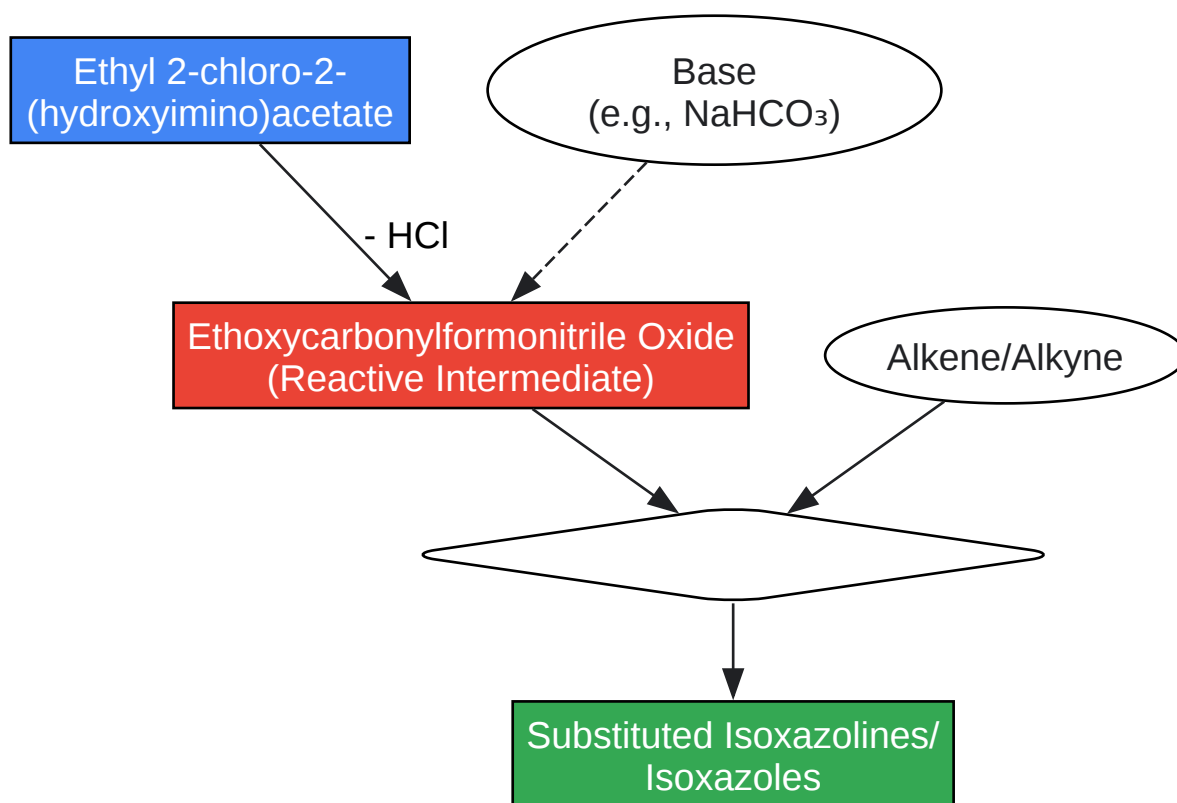 Ethyl 2-chloro-2-
(hydroxyimino)acetate
Base
(e.g., NaHCO₃)
- HCl
Ethoxycarbonylformonitrile Oxide
(Reactive Intermediate)
Alkene/Alkyne
Substituted Isoxazolines/
Isoxazoles